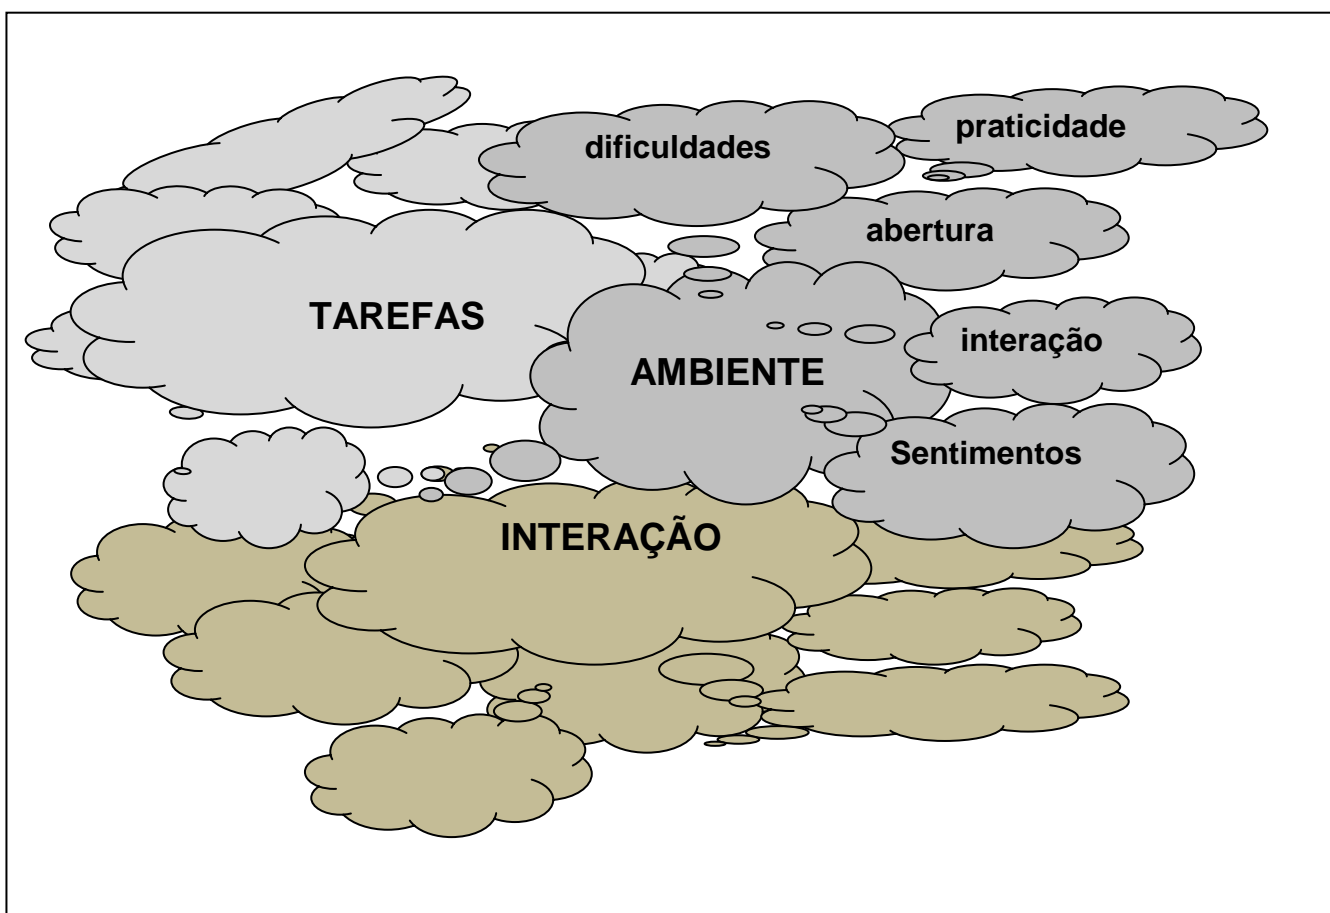 praticidade
dificuldades
abertura
TAREFAS
interação
AMBIENTE
Sentimentos
INTERAÇÃO